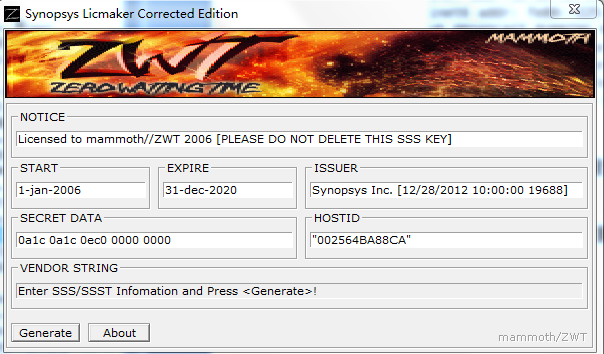 Synopsys Licmaker Corrected Edition
ZWT
MAMMOTH
ZERO WAITING TIME
NOTICE
Licensed to mammoth//ZWT 2006 [PLEASE DO NOT DELETE THIS SSS KEY]
START
EXPIRE
ISSUER
1-jan-2006
31-dec-2020
Synopsys Inc. [12/28/2012 10:00:00 19688]
SECRET DATA
HOSTID
0a1c 0a1c 0ec0 0000 0000
"002564BA88CA"
VENDOR STRING
Enter SSS/SSST Infomation and Press <Generate>!
Generate
About
mammoth/ZWT